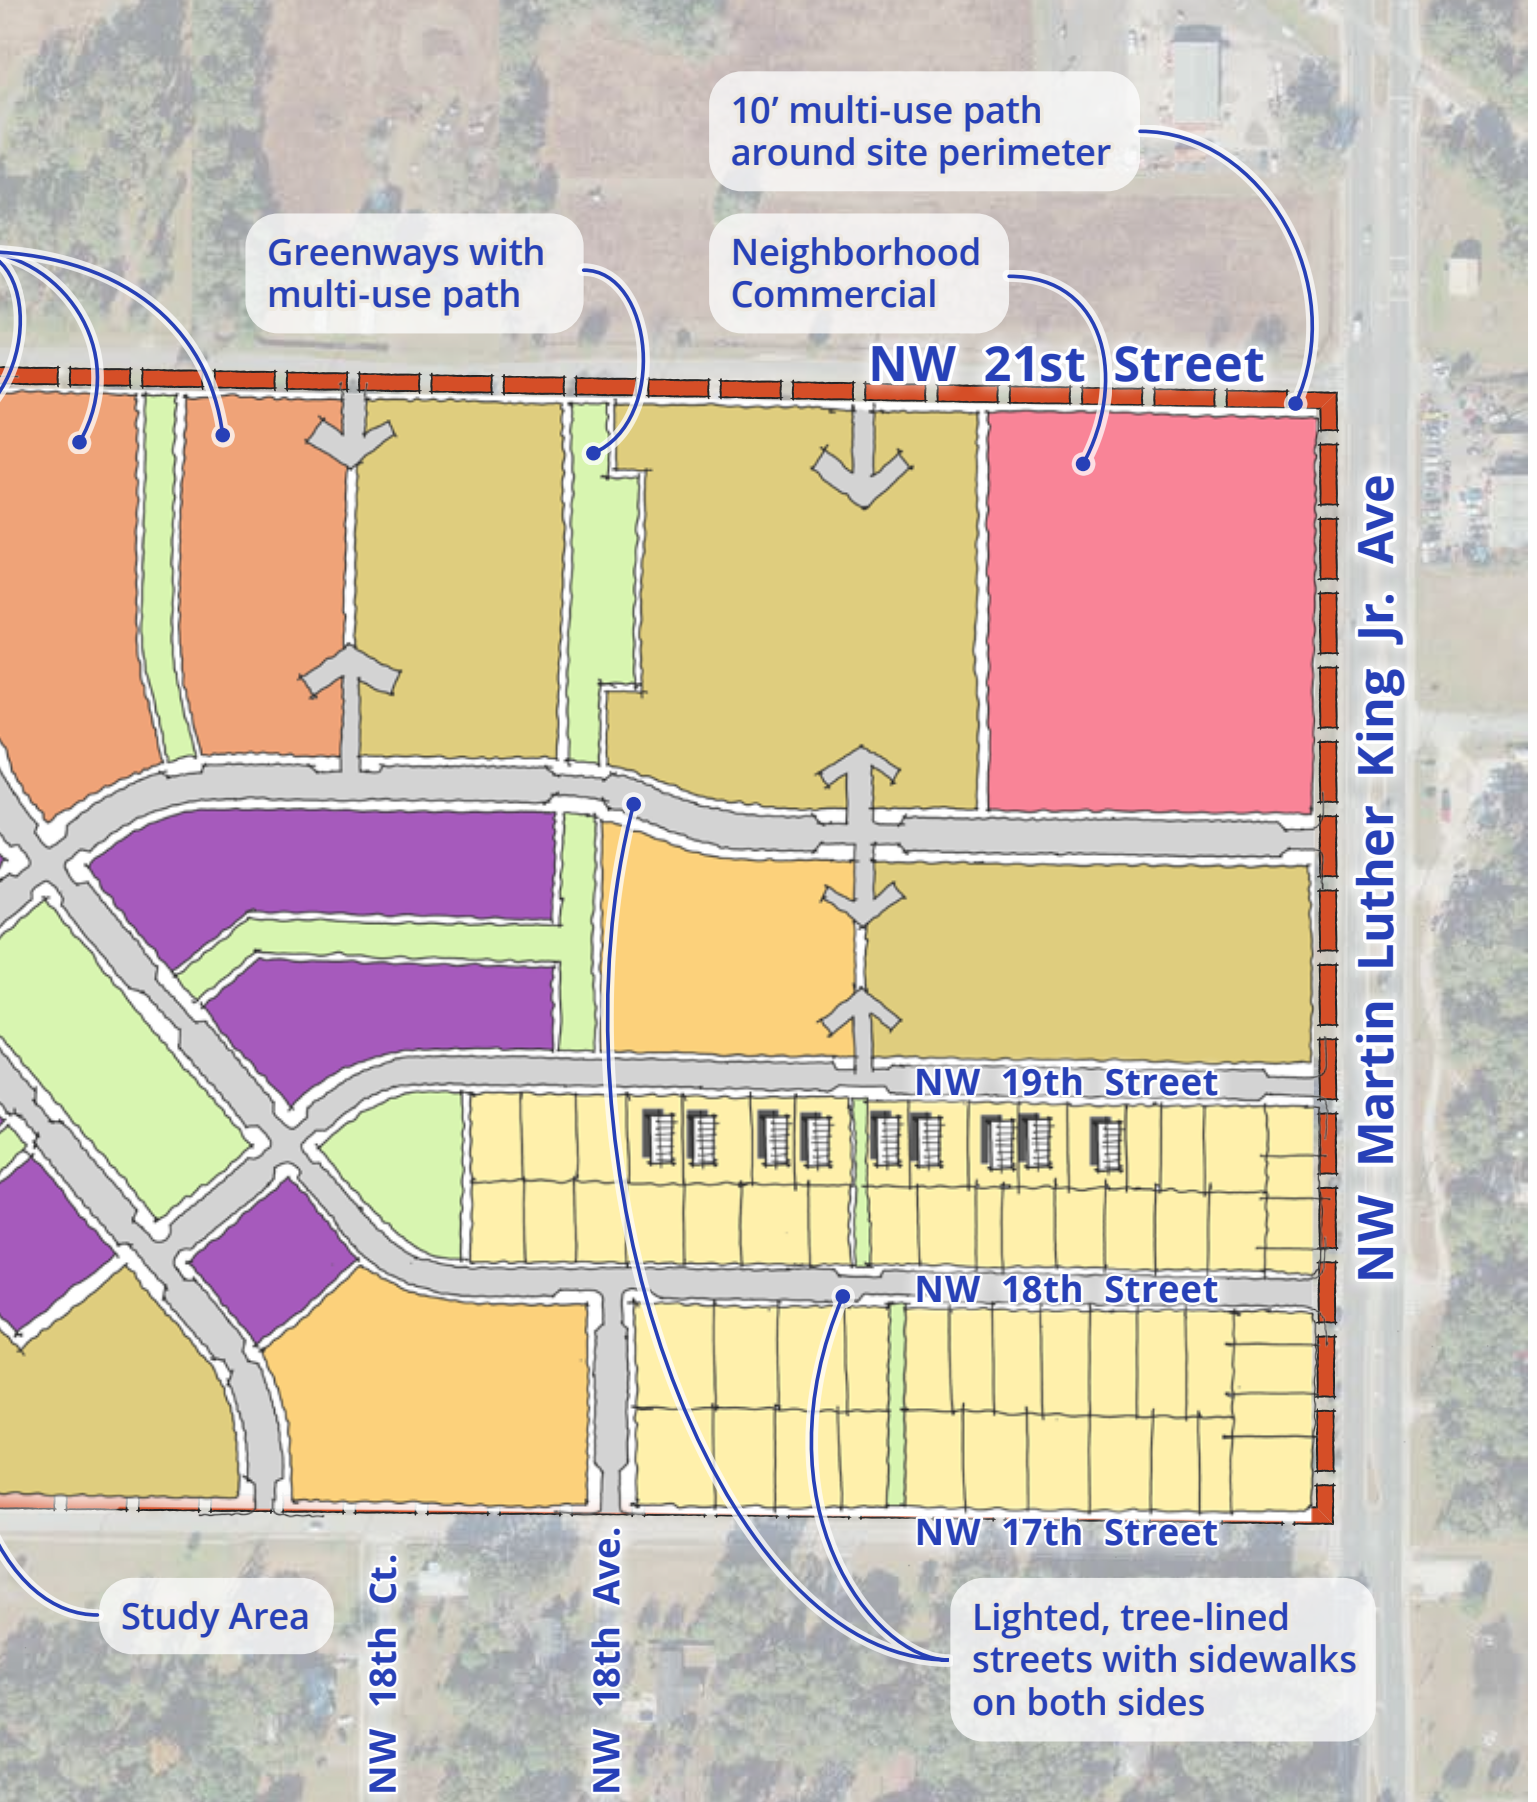 10’ multi-use path
around site perimeter
Greenways with
multi-use path
Neighborhood
Commercial
NW 21st Street
NW Martin Luther King Jr. Ave
NW 19th Street
NW 18th Street
NW 17th Street
NW 18th Ct.
NW 18th Ave.
Study Area
Lighted, tree-lined
streets with sidewalks
on both sides